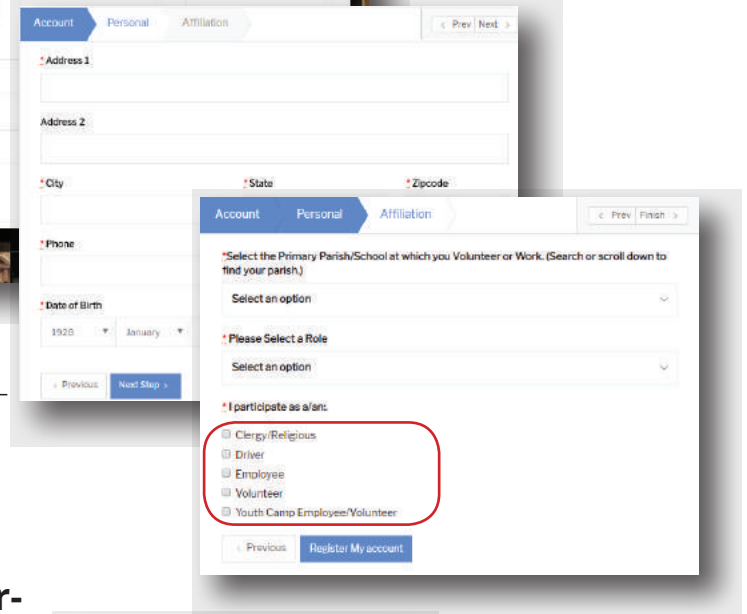 Account Personal Affiliation < Prev Next >
* Address 1
Address 2
* City * State * Zipcode
* Phone
* Date of Birth
1928 ▼ January ▼
< Previous Next Step >
Account Personal Affiliation < Prev Finish >
*Select the Primary Parish/School at which you Volunteer or Work. (Search or scroll down to
find your parish.)
Select an option
* Please Select a Role
Select an option
* I participate as a/an:
Clergy/Religious
Driver
Employee
Volunteer
Youth Camp Employee/Volunteer
< Previous Register My account
r-